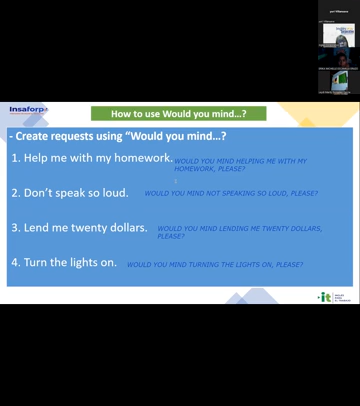 Insaforp
How to use Would you mind…?
- Create requests using “Would you mind…?
1. Help me with my homework. WOULD YOU MIND HELPING ME WITH MY
HOMEWORK, PLEASE?
2. Don’t speak so loud. WOULD YOU MIND NOT SPEAKING SO LOUD, PLEASE?
3. Lend me twenty dollars. WOULD YOU MIND LENDING ME TWENTY DOLLARS,
PLEASE?
4. Turn the lights on. WOULD YOU MIND TURNING THE LIGHTS ON, PLEASE?
it